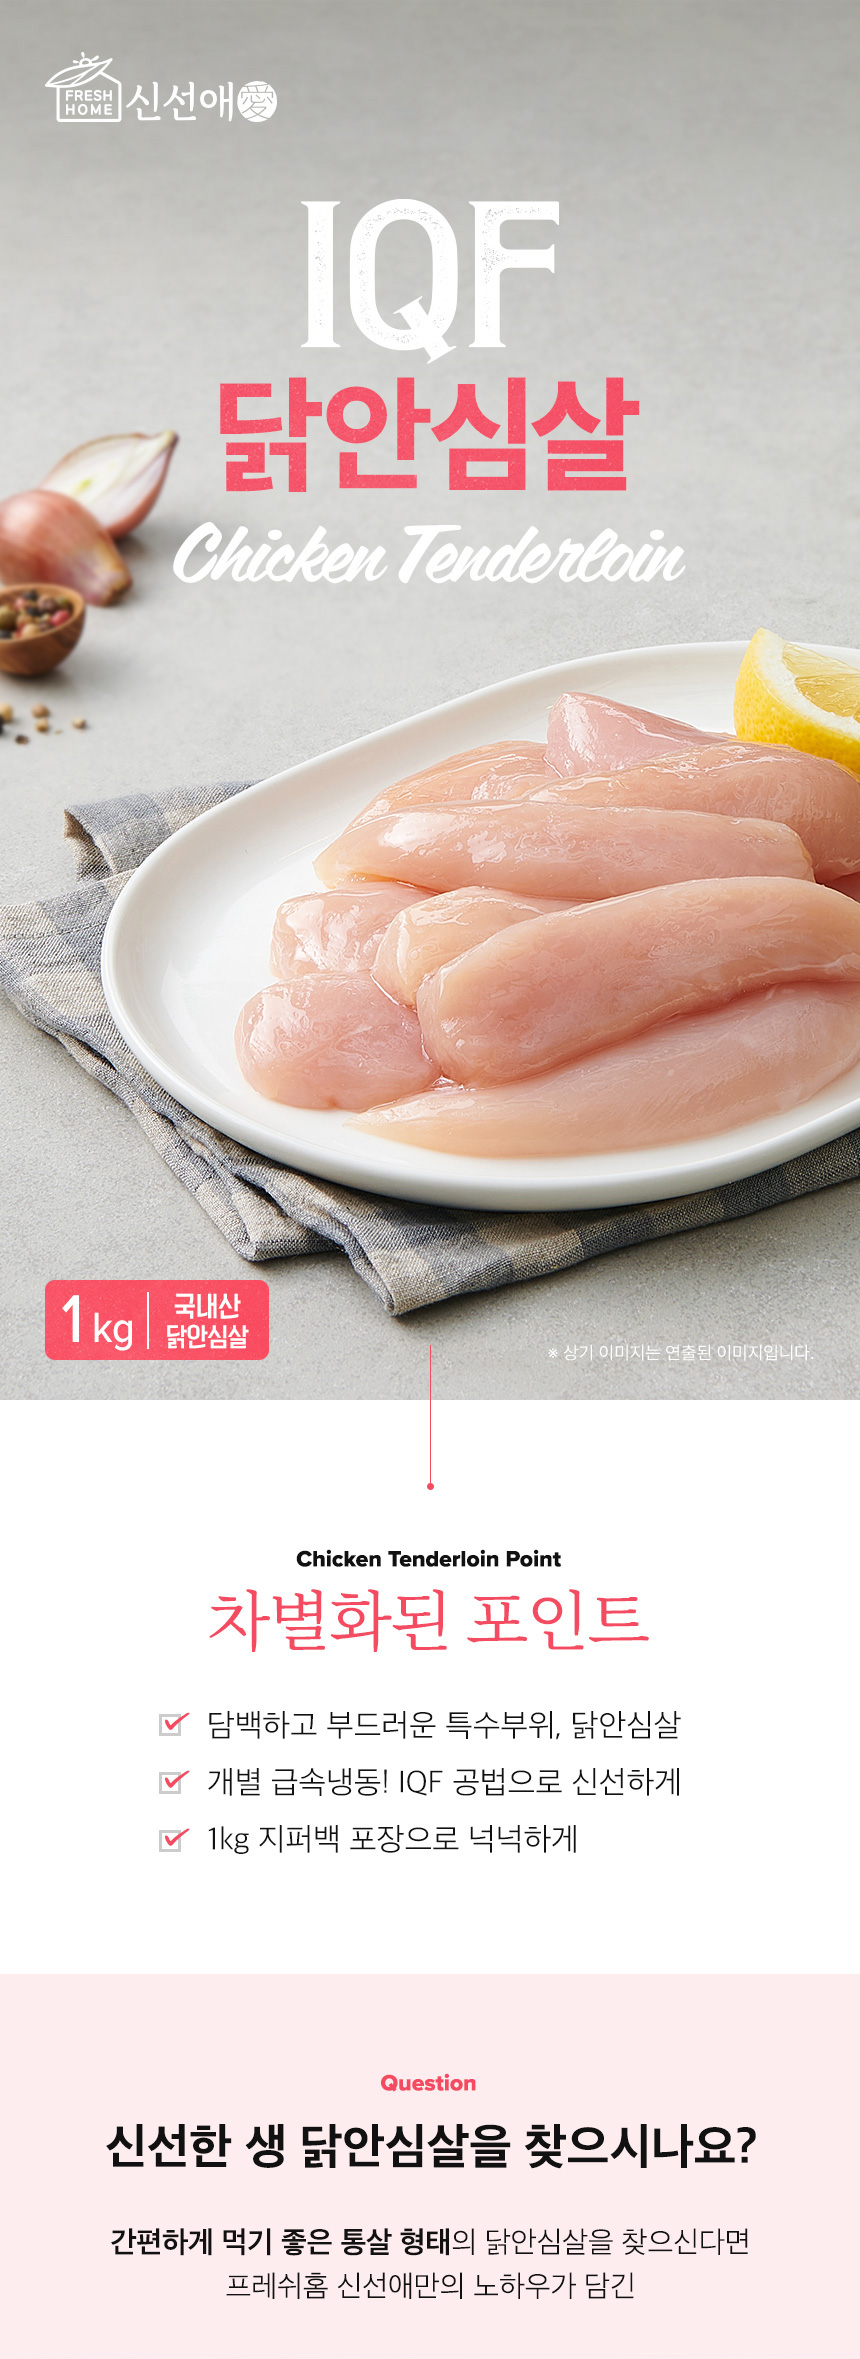 FRESH
HOME
신선애愛
IQF
닭안심살
Chicken Tenderloin
1kg
국내산
닭안심살
※ 상기 이미지는 연출된 이미지입니다.
Chicken Tenderloin Point
차별화된 포인트
담백하고 부드러운 특수부위, 닭안심살
개별 급속냉동! IQF 공법으로 신선하게
1kg 지퍼백 포장으로 넉넉하게
Question
신선한 생 닭안심살을 찾으시나요?
간편하게 먹기 좋은 통살 형태의 닭안심살을 찾으신다면
프레쉬홈 신선애만의 노하우가 담긴